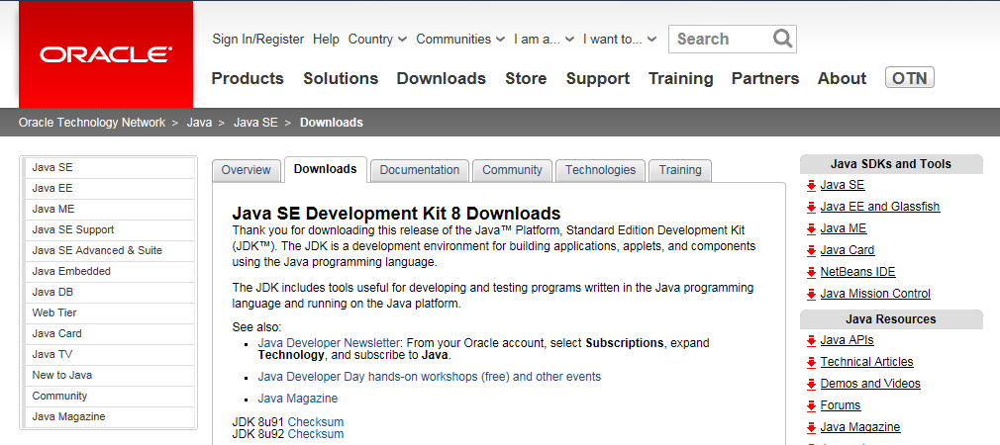 ORACLE
Sign In/Register Help Country Communities I am a... I want to... Search
Products Solutions Downloads Store Support Training Partners About OTN
Oracle Technology Network > Java > Java SE > Downloads
Java SE
Java EE
Java ME
Java SE Support
Java SE Advanced & Suite
Java Embedded
Java DB
Web Tier
Java Card
Java TV
New to Java
Community
Java Magazine
Overview Downloads Documentation Community Technologies Training
Java SE Development Kit 8 Downloads
Thank you for downloading this release of the Java™ Platform, Standard Edition Development Kit
(JDK™). The JDK is a development environment for building applications, applets, and components
using the Java programming language.
The JDK includes tools useful for developing and testing programs written in the Java programming
language and running on the Java platform.
See also:
Java Developer Newsletter: From your Oracle account, select Subscriptions, expand
Technology, and subscribe to Java.
Java Developer Day hands-on workshops (free) and other events
Java Magazine
JDK 8u91 Checksum
JDK 8u92 Checksum
Java SDKs and Tools
Java SE
Java EE and Glassfish
Java ME
Java Card
NetBeans IDE
Java Mission Control
Java Resources
Java APIs
Technical Articles
Demos and Videos
Forums
Java Magazine